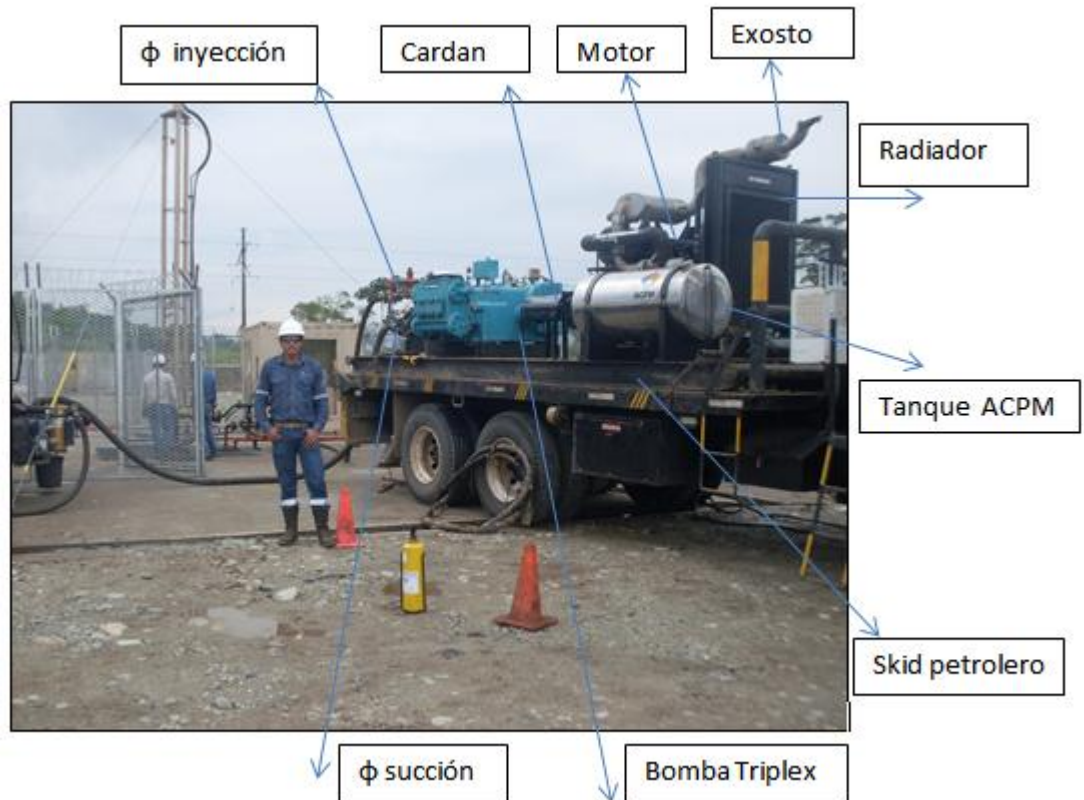 ϕ inyección
Cardan
Motor
Exosto
Radiador
ACPM
Tanque ACPM
Skid petrolero
ϕ succión
Bomba Triplex